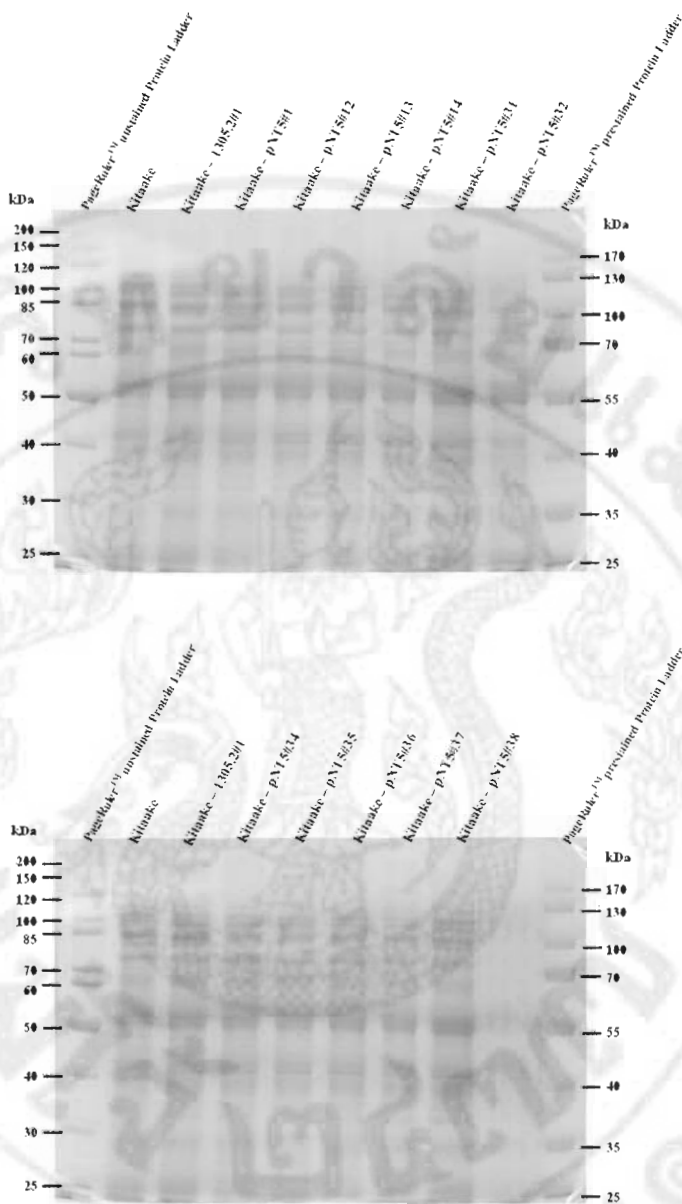 PageRuler™ unstained Protein Ladder
Kitaake
Kitaake – 1305.2#1
Kitaake – pNT5#1
Kitaake – pNT5#12
Kitaake – pNT5#13
Kitaake – pNT5#14
Kitaake – pNT5#31
Kitaake – pNT5#32
PageRuler™ prestained Protein Ladder
kDa
200
150
120
100
85
70
60
50
40
30
25
kDa
170
130
100
70
55
40
35
25
PageRuler™ unstained Protein Ladder
Kitaake
Kitaake – 1305.2#1
Kitaake – pNT5#34
Kitaake – pNT5#35
Kitaake – pNT5#36
Kitaake – pNT5#37
Kitaake – pNT5#38
PageRuler™ prestained Protein Ladder
kDa
200
150
120
100
85
70
60
50
40
30
25
kDa
170
130
100
70
55
40
35
25